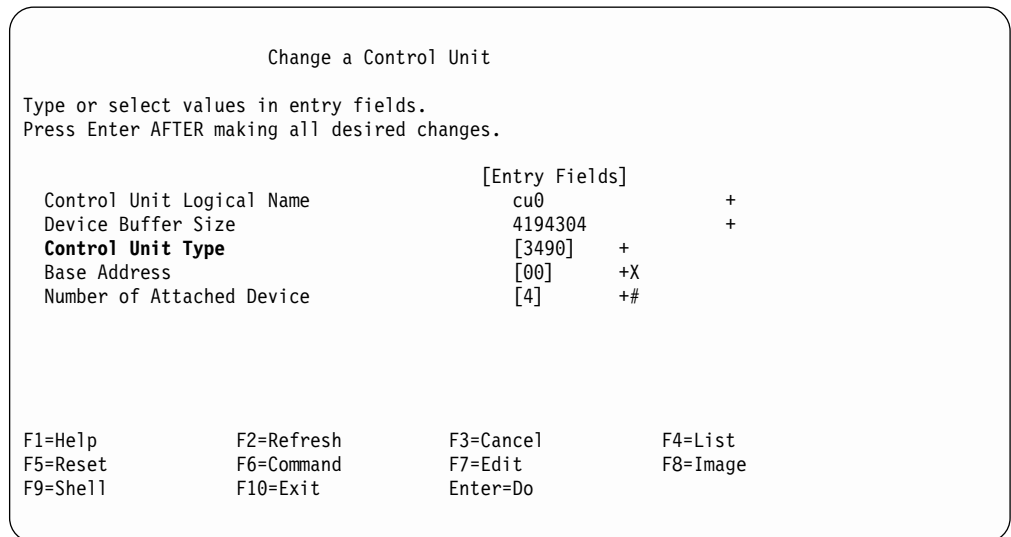 Change a Control Unit
Type or select values in entry fields.
Press Enter AFTER making all desired changes.
[Entry Fields]
Control Unit Logical Name cu0 +
Device Buffer Size 4194304 +
Control Unit Type [3490] +
Base Address [00] +X
Number of Attached Device [4] +#
F1=Help F2=Refresh F3=Cancel F4=List
F5=Reset F6=Command F7=Edit F8=Image
F9=Shell F10=Exit Enter=Do